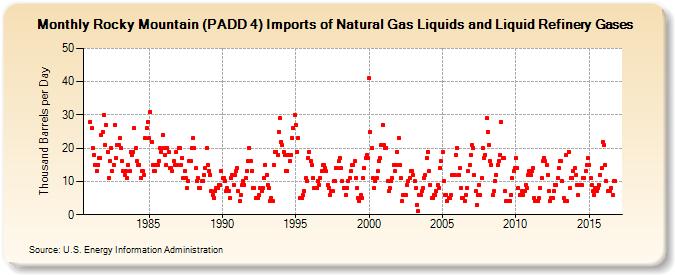 Monthly Rocky Mountain (PADD 4) Imports of Natural Gas Liquids and Liquid Refinery Gases
Thousand Barrels per Day
50
40
30
20
10
0
1985 1990 1995 2000 2005 2010 2015
Source: U.S. Energy Information Administration